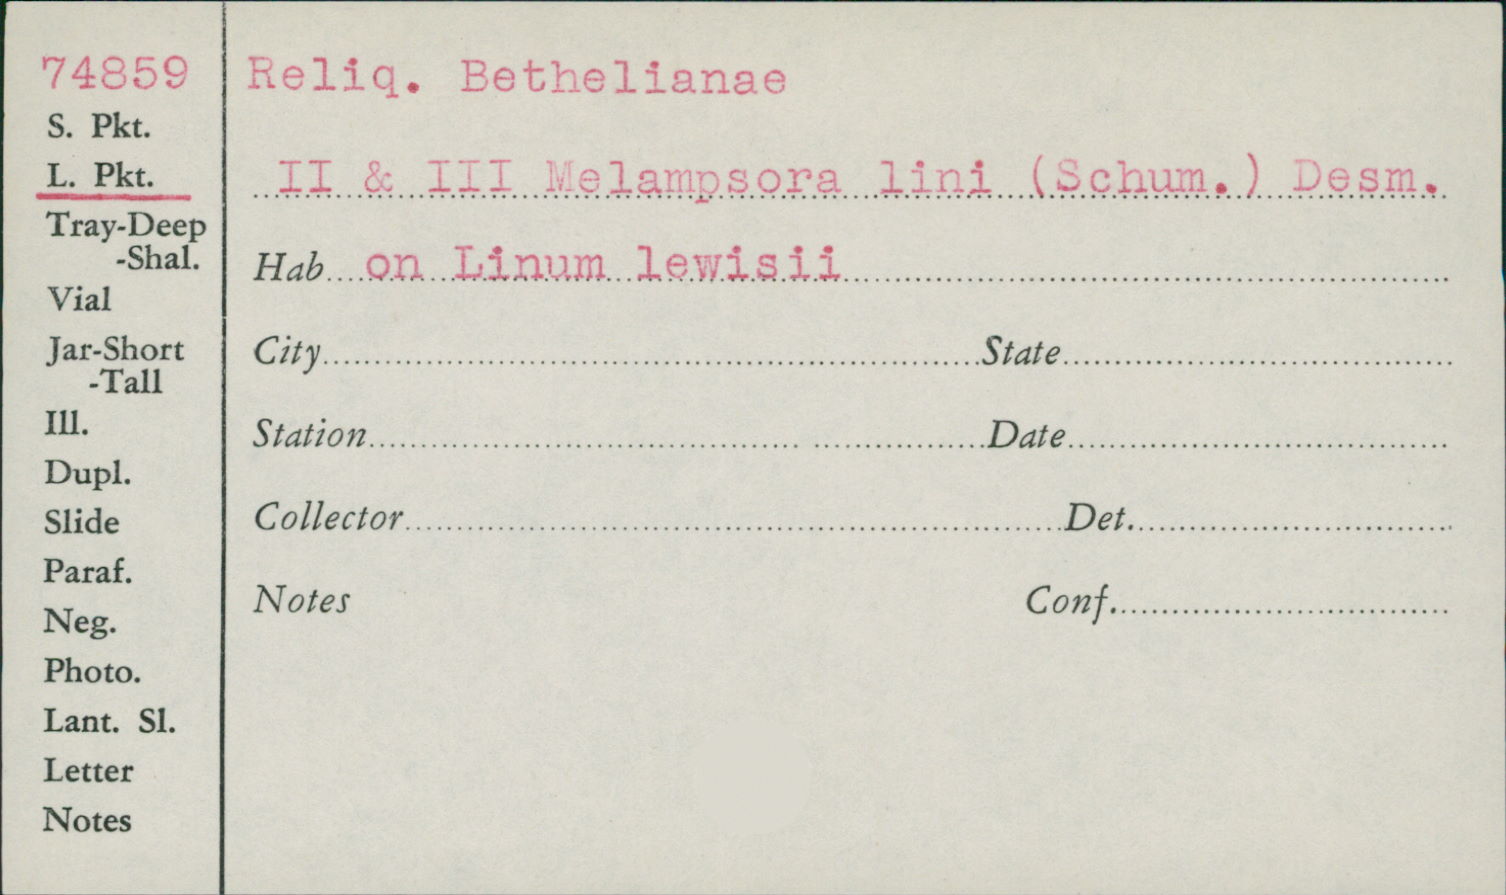 74859
S. Pkt.
L. Pkt.
Tray-Deep
-Shal.
Vial
Jar-Short
-Tall
Ill.
Dupl.
Slide
Paraf.
Neg.
Photo.
Lant. Sl.
Letter
Notes
Reliq. Bethelianae
II & III Melampsora lini (Schum.) Desm.
Hab on Linum lewisii
City State
Station Date
Collector Det.
Notes Conf.